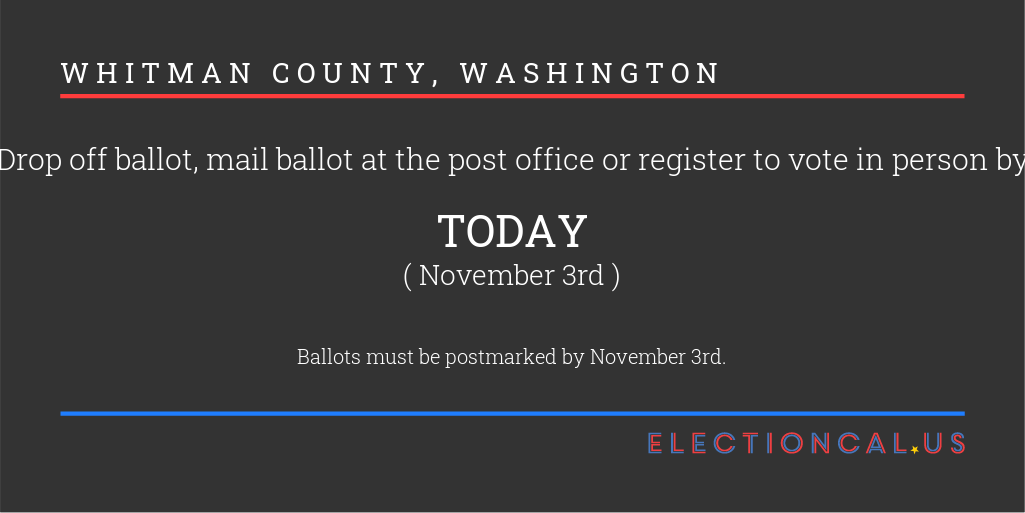 WHITMAN COUNTY, WASHINGTON
Drop off ballot, mail ballot at the post office or register to vote in person by
TODAY
( November 3rd )
Ballots must be postmarked by November 3rd.
ELECTIONCAL.US